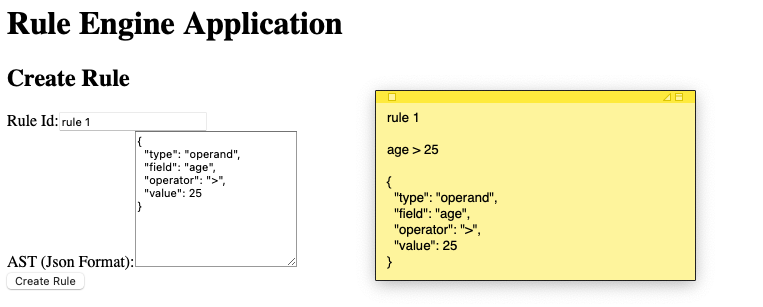 Rule Engine Application
Create Rule
Rule Id: rule 1
AST (Json Format):
{
  "type": "operand",
  "field": "age",
  "operator": ">",
  "value": 25
}
Create Rule
rule 1
age > 25
{
  "type": "operand",
  "field": "age",
  "operator": ">",
  "value": 25
}